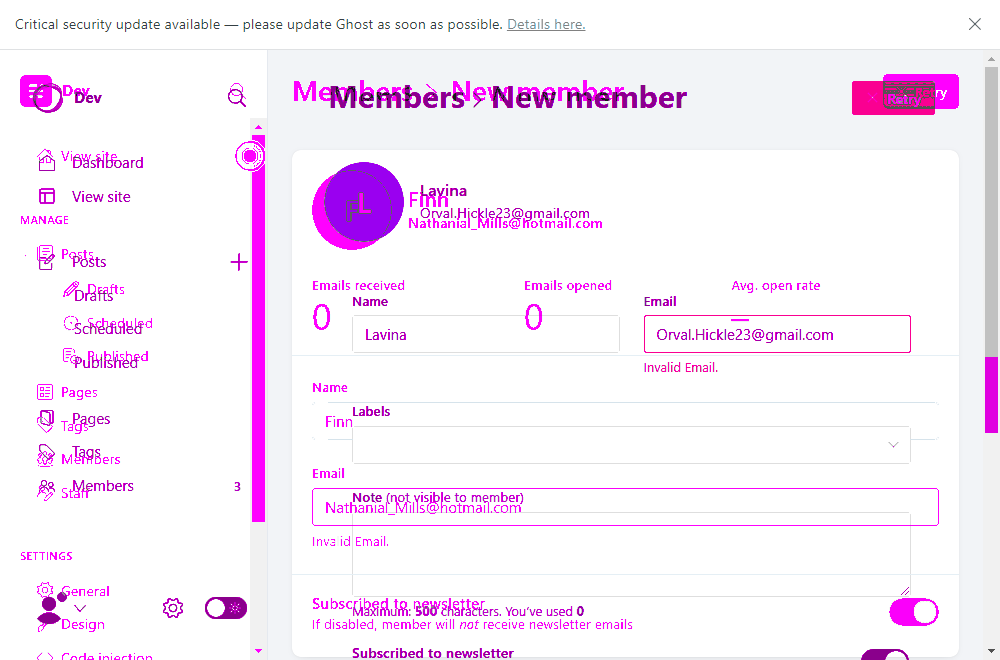 Critical security update available — please update Ghost as soon as possible. Details here.
Dev
Dev
Members > New member
Members > New member
Retry
View site
Dashboard
View site
MANAGE
Posts
Posts
Drafts
Drafts
Scheduled
Scheduled
Published
Published
Pages
Pages
Tags
Tags
Members
Members
3
Staff
SETTINGS
General
Design
Code injection
L
Lavina
Orval.Hickle23@gmail.com
F
Finn
Nathanial_Mills@hotmail.com
Emails received
0
Emails opened
0
Avg. open rate
Name
Lavina
Email
Orval.Hickle23@gmail.com
Invalid Email.
Name
Finn
Labels
Email
Nathanial_Mills@hotmail.com
Invalid Email.
Note (not visible to member)
Maximum: 500 characters. You've used 0
Subscribed to newsletter
If disabled, member will not receive newsletter emails
Subscribed to newsletter